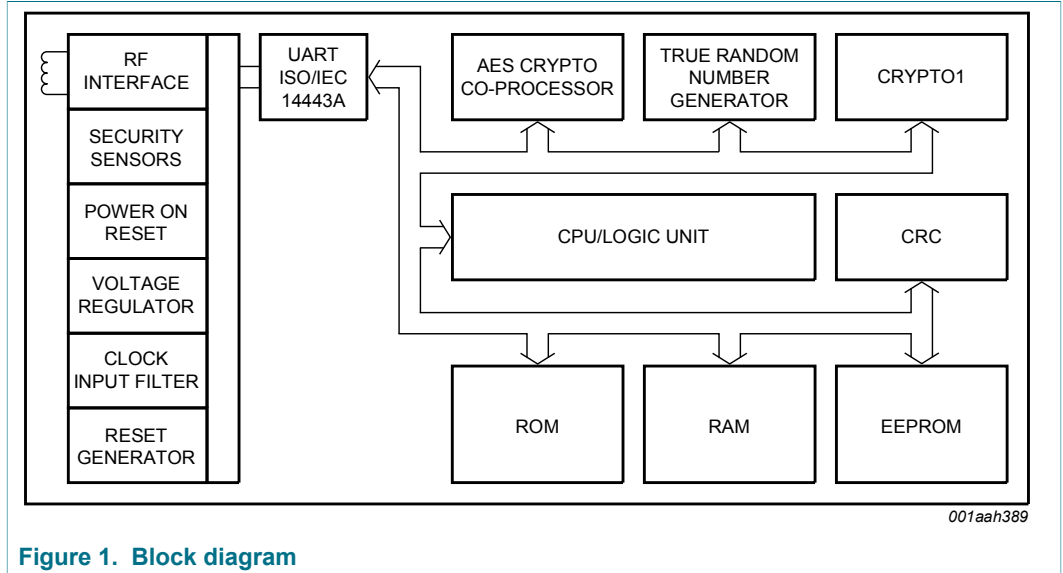 RF
INTERFACE
SECURITY
SENSORS
POWER ON
RESET
VOLTAGE
REGULATOR
CLOCK
INPUT FILTER
RESET
GENERATOR
UART
ISO/IEC
14443A
AES CRYPTO
CO-PROCESSOR
TRUE RANDOM
NUMBER
GENERATOR
CRYPTO1
CPU/LOGIC UNIT
CRC
ROM
RAM
EEPROM
001aah389
Figure 1. Block diagram